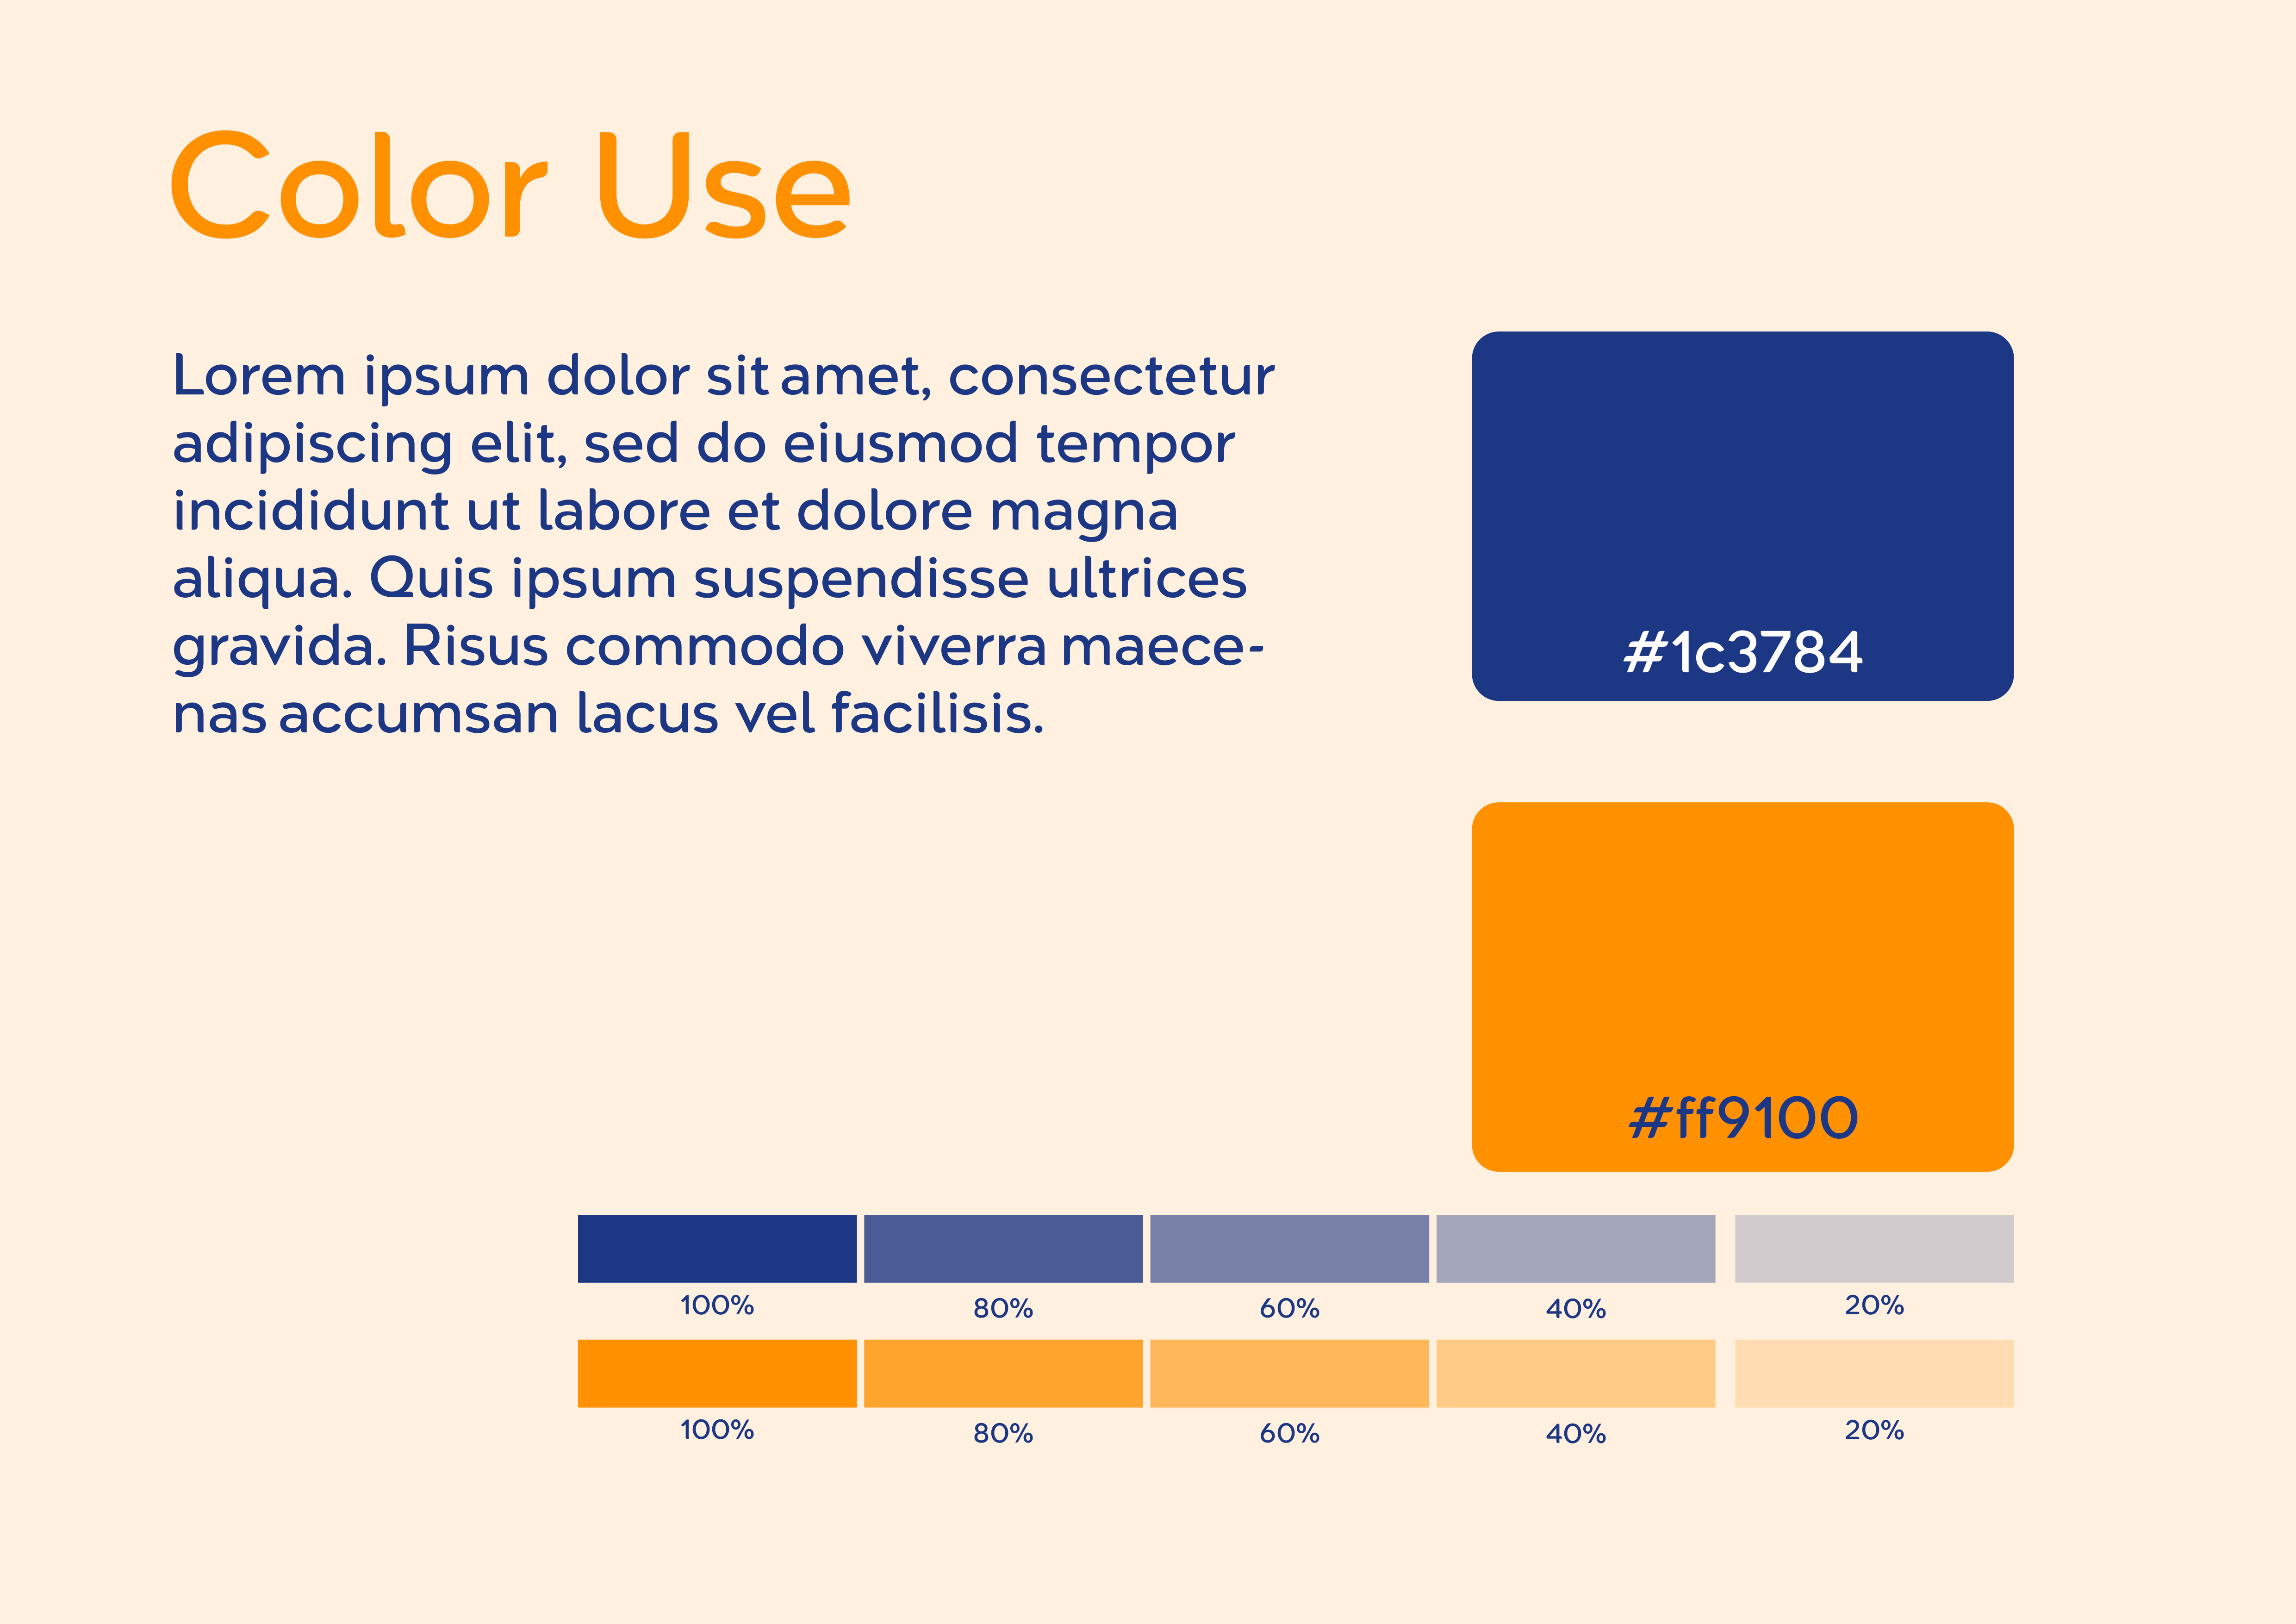 Color Use
Lorem ipsum dolor sit amet, consectetur
adipiscing elit, sed do eiusmod tempor
incididunt ut labore et dolore magna
aliqua. Quis ipsum suspendisse ultrices
gravida. Risus commodo viverra maece-
nas accumsan lacus vel facilisis.
#1c3784
#ff9100
100% 80% 60% 40% 20%
100% 80% 60% 40% 20%